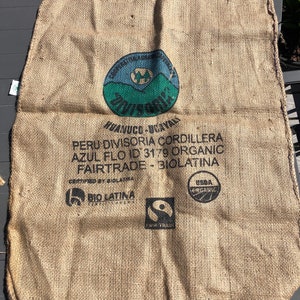 DIVISORIA
HUANUCO-UCAYALI
PERU DIVISORIA CORDILLERA
AZUL FLO ID 3179 ORGANIC
FAIRTRADE - BIOLATINA
CERTIFIED BY BIOLATINA
BIO LATINA
USDA
ORGANIC
FAIRTRADE